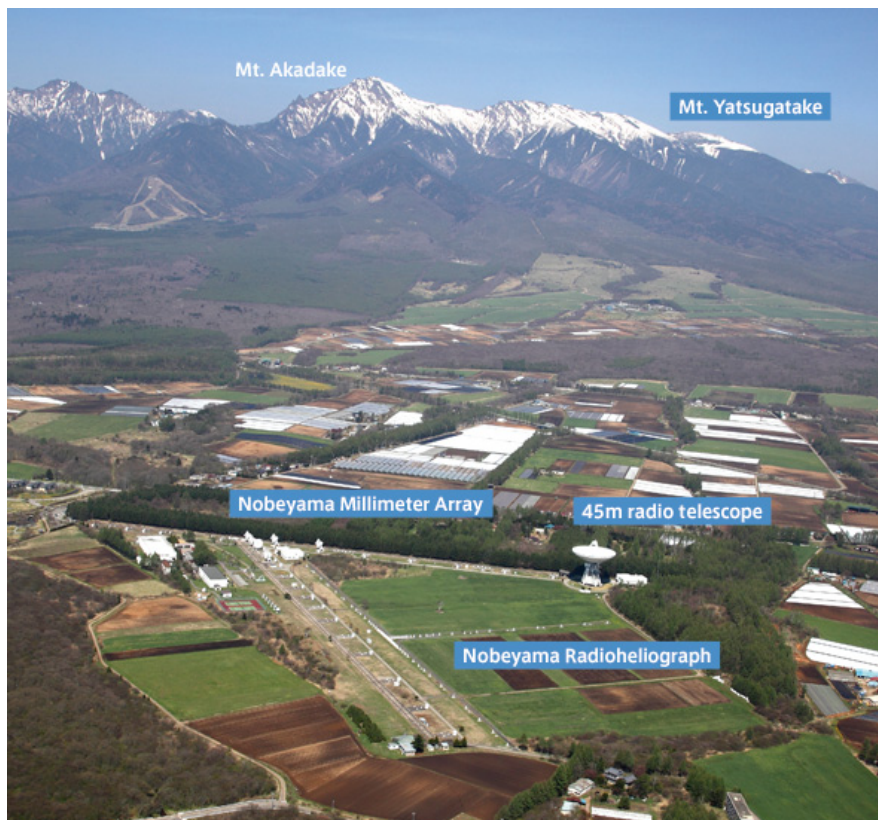 Mt. Akadake
Mt. Yatsugatake
Nobeyama Millimeter Array
45m radio telescope
Nobeyama Radioheliograph